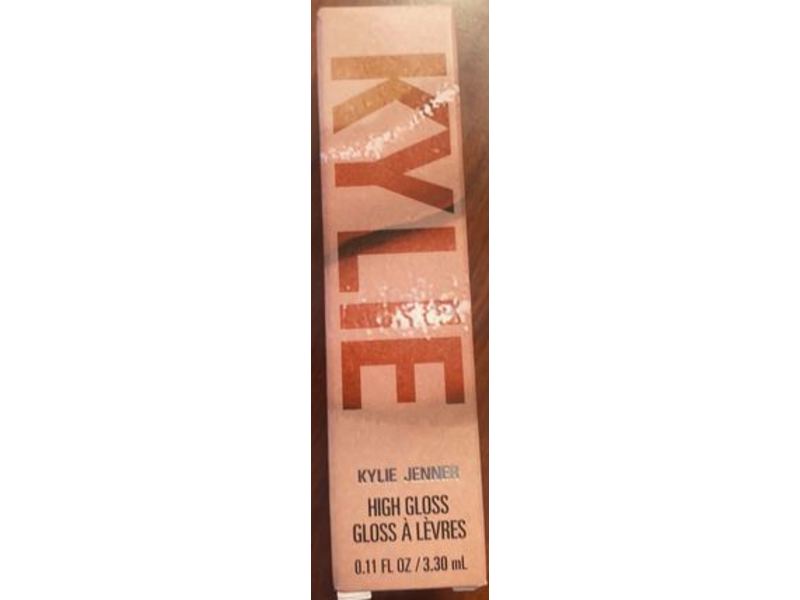 KYLIE
KYLIE JENNER
HIGH GLOSS
GLOSS À LÈVRES
0.11 FL OZ / 3.30 mL